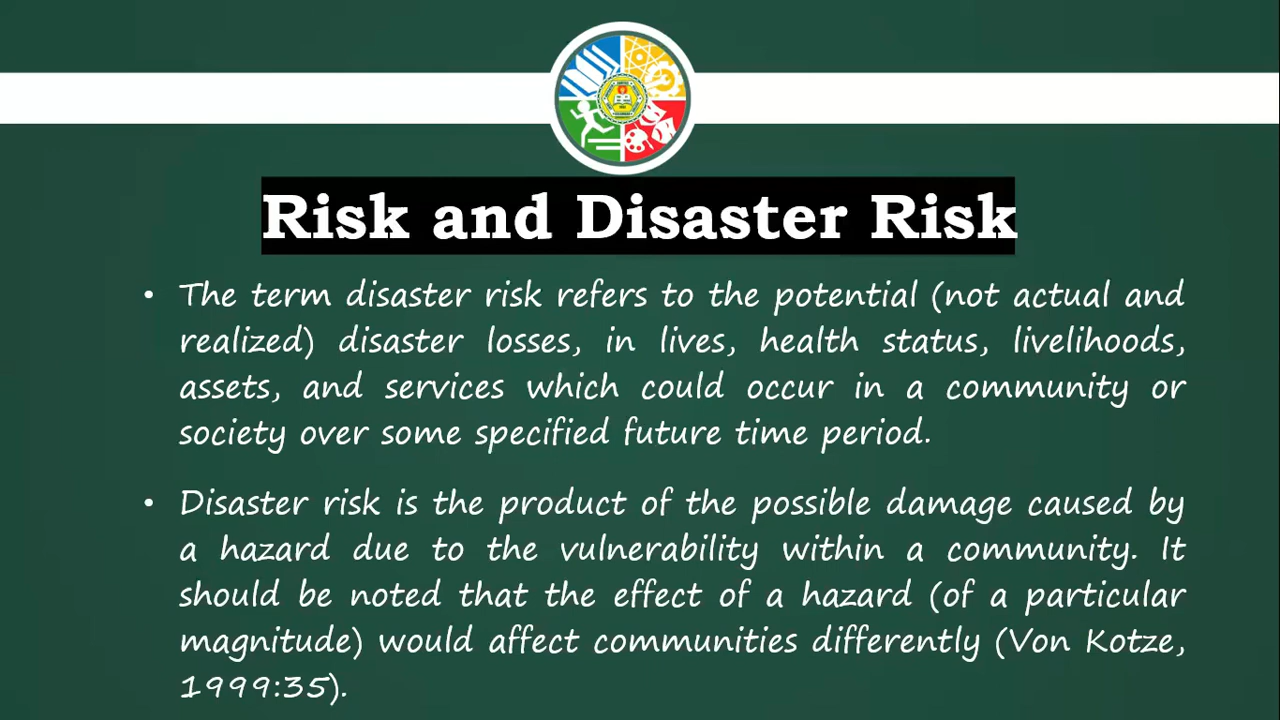 Risk and Disaster Risk
• The term disaster risk refers to the potential (not actual and
realized) disaster losses, in lives, health status, livelihoods,
assets, and services which could occur in a community or
society over some specified future time period.
• Disaster risk is the product of the possible damage caused by
a hazard due to the vulnerability within a community. It
should be noted that the effect of a hazard (of a particular
magnitude) would affect communities differently (Von Kotze,
1999:35).